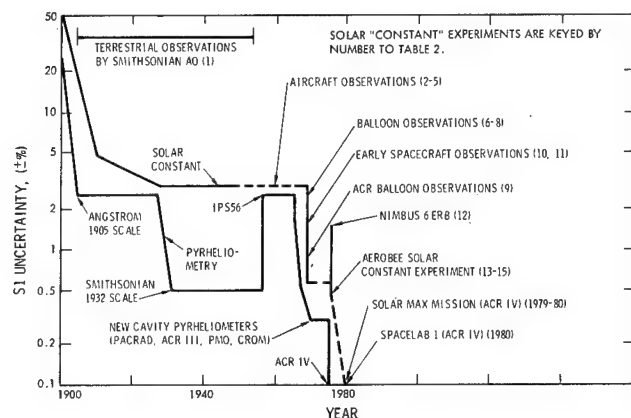 SOLAR "CONSTANT" EXPERIMENTS ARE KEYED BY
NUMBER TO TABLE 2.
TERRESTRIAL OBSERVATIONS
BY SMITHSONIAN AO (1)
AIRCRAFT OBSERVATIONS (2-5)
BALLOON OBSERVATIONS (6-8)
SOLAR
CONSTANT
EARLY SPACECRAFT OBSERVATIONS (10, 11)
ACR BALLOON OBSERVATIONS (9)
IPS56
NIMBUS 6 ERB (12)
ANGSTROM
1905 SCALE
PYRHELIO-
METRY
AEROBEE SOLAR
CONSTANT EXPERIMENT (13-15)
SMITHSONIAN
1932 SCALE
SOLAR MAX MISSION (ACR IV) (1979-80)
NEW CAVITY PYRHELIOMETERS
(PACRAD, ACR III, PMO, CROM)
SPACELAB 1 (ACR IV) (1980)
ACR IV
SI UNCERTAINTY, (±%)
50
20
10
5
2
1
0.5
0.2
0.1
1900
1940
1980
YEAR